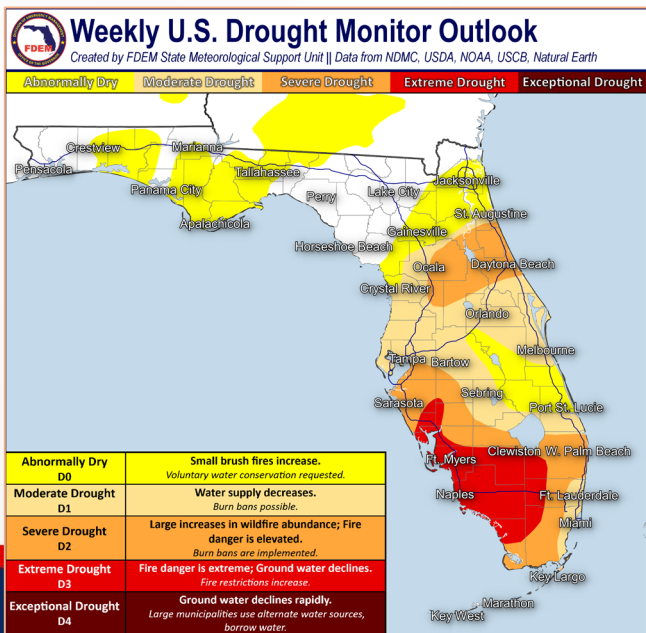 Weekly U.S. Drought Monitor Outlook
FDEM
Created by FDEM State Meteorological Support Unit || Data from NDMC, USDA, NOAA, USCB, Natural Earth
Abnormally Dry Moderate Drought Severe Drought Extreme Drought Exceptional Drought
Crestview
Marianna
Pensacola
Tallahassee
Panama City
Perry
Lake City
Jacksonville
Apalachicola
St. Augustine
Gainesville
Horseshoe Beach
Ocala
Daytona Beach
Crystal River
Orlando
Melbourne
Tampa
Bartow
Sebring
Sarasota
Port St. Lucie
Clewiston
W. Palm Beach
Ft. Myers
Naples
Ft. Lauderdale
Miami
Key Largo
Marathon
Key West
Abnormally Dry
D0
Small brush fires increase.
Voluntary water conservation requested.
Moderate Drought
D1
Water supply decreases.
Burn bans possible.
Severe Drought
D2
Large increases in wildfire abundance; Fire
danger is elevated.
Burn bans are implemented.
Extreme Drought
D3
Fire danger is extreme; Ground water declines.
Fire restrictions increase.
Exceptional Drought
D4
Ground water declines rapidly.
Large municipalities use alternate water sources,
borrow water.